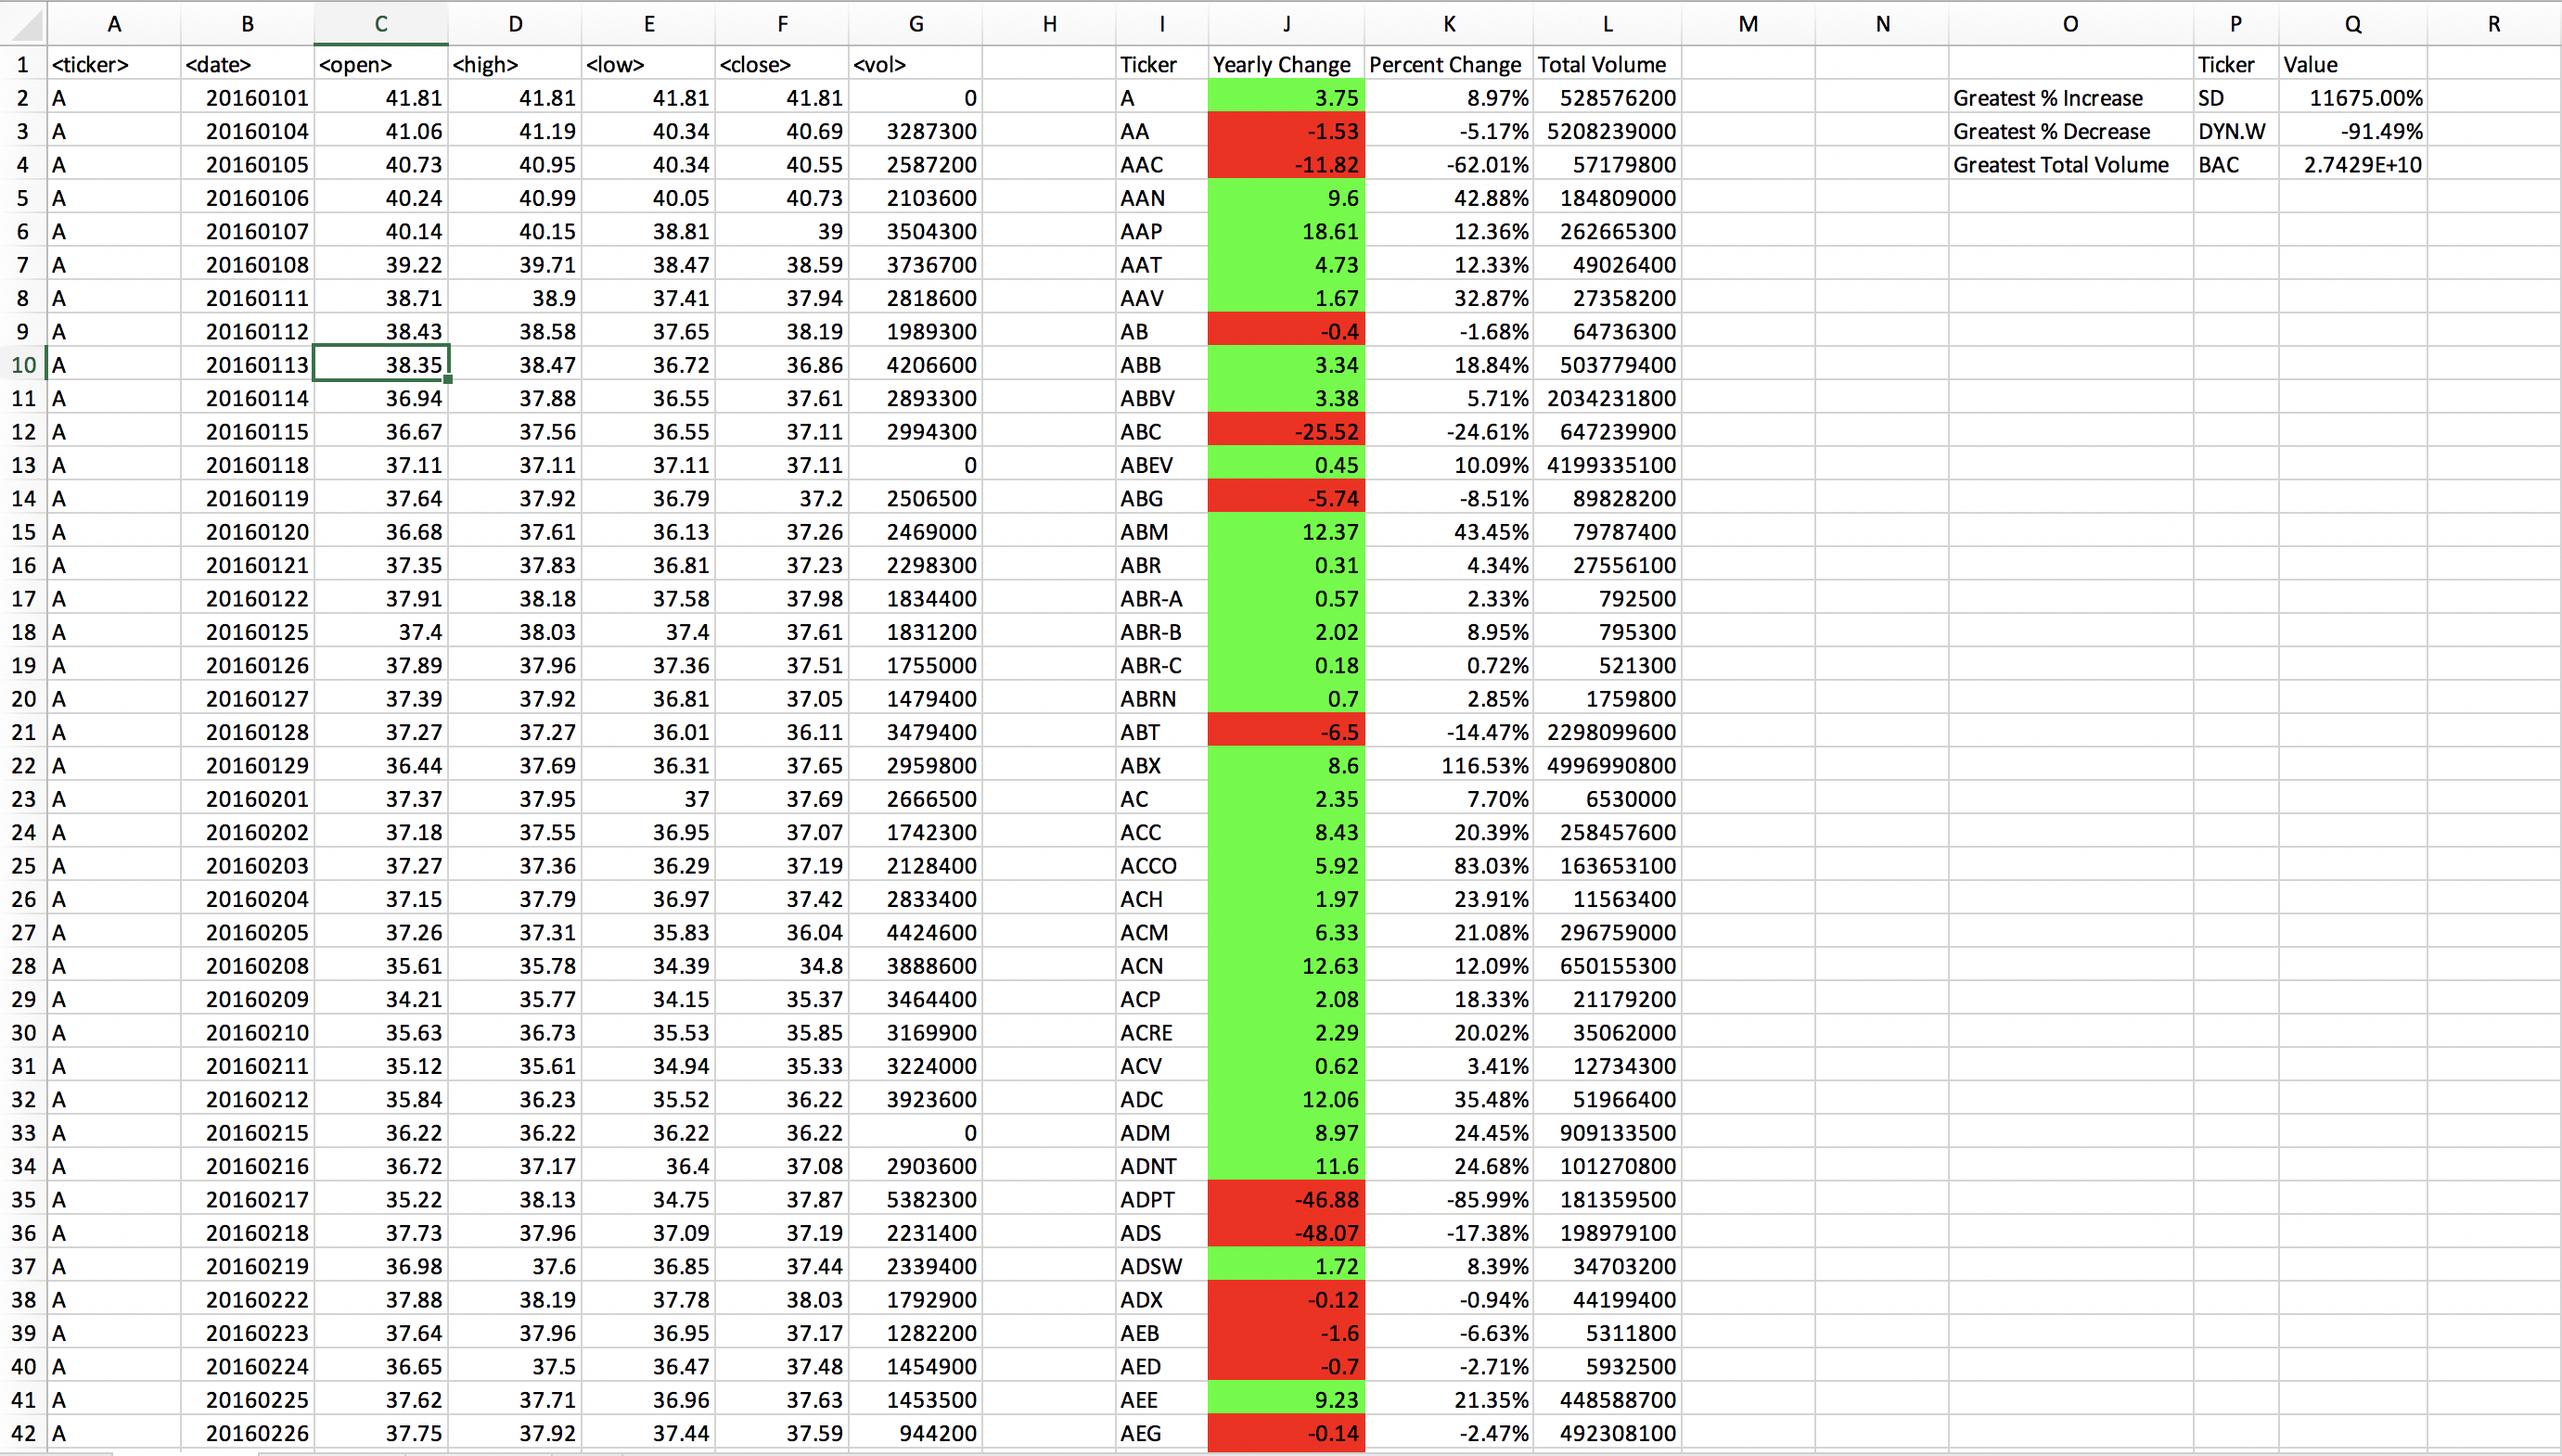 A B C D E F G H I J K L M N O P Q R
1 <ticker> <date> <open> <high> <low> <close> <vol> Ticker Yearly Change Percent Change Total Volume Ticker Value
2 A 20160101 41.81 41.81 41.81 41.81 0 A 3.75 8.97% 528576200 Greatest % Increase SD 11675.00%
3 A 20160104 41.06 41.19 40.34 40.69 3287300 AA -1.53 -5.17% 5208239000 Greatest % Decrease DYN.W -91.49%
4 A 20160105 40.73 40.95 40.34 40.55 2587200 AAC -11.82 -62.01% 57179800 Greatest Total Volume BAC 2.7429E+10
5 A 20160106 40.24 40.99 40.05 40.73 2103600 AAN 9.6 42.88% 184809000
6 A 20160107 40.14 40.15 38.81 39 3504300 AAP 18.61 12.36% 262665300
7 A 20160108 39.22 39.71 38.47 38.59 3736700 AAT 4.73 12.33% 49026400
8 A 20160111 38.71 38.9 37.41 37.94 2818600 AAV 1.67 32.87% 27358200
9 A 20160112 38.43 38.58 37.65 38.19 1989300 AB -0.4 -1.68% 64736300
10 A 20160113 38.35 38.47 36.72 36.86 4206600 ABB 3.34 18.84% 503779400
11 A 20160114 36.94 37.88 36.55 37.61 2893300 ABBV 3.38 5.71% 2034231800
12 A 20160115 36.67 37.56 36.55 37.11 2994300 ABC -25.52 -24.61% 647239900
13 A 20160118 37.11 37.11 37.11 37.11 0 ABEV 0.45 10.09% 4199335100
14 A 20160119 37.64 37.92 36.79 37.2 2506500 ABG -5.74 -8.51% 89828200
15 A 20160120 36.68 37.61 36.13 37.26 2469000 ABM 12.37 43.45% 79787400
16 A 20160121 37.35 37.83 36.81 37.23 2298300 ABR 0.31 4.34% 27556100
17 A 20160122 37.91 38.18 37.58 37.98 1834400 ABR-A 0.57 2.33% 792500
18 A 20160125 37.4 38.03 37.4 37.61 1831200 ABR-B 2.02 8.95% 795300
19 A 20160126 37.89 37.96 37.36 37.51 1755000 ABR-C 0.18 0.72% 521300
20 A 20160127 37.39 37.92 36.81 37.05 1479400 ABRN 0.7 2.85% 1759800
21 A 20160128 37.27 37.27 36.01 36.11 3479400 ABT -6.5 -14.47% 2298099600
22 A 20160129 36.44 37.69 36.31 37.65 2959800 ABX 8.6 116.53% 4996990800
23 A 20160201 37.37 37.95 37 37.69 2666500 AC 2.35 7.70% 6530000
24 A 20160202 37.18 37.55 36.95 37.07 1742300 ACC 8.43 20.39% 258457600
25 A 20160203 37.27 37.36 36.29 37.19 2128400 ACCO 5.92 83.03% 163653100
26 A 20160204 37.15 37.79 36.97 37.42 2833400 ACH 1.97 23.91% 11563400
27 A 20160205 37.26 37.31 35.83 36.04 4424600 ACM 6.33 21.08% 296759000
28 A 20160208 35.61 35.78 34.39 34.8 3888600 ACN 12.63 12.09% 650155300
29 A 20160209 34.21 35.77 34.15 35.37 3464400 ACP 2.08 18.33% 21179200
30 A 20160210 35.63 36.73 35.53 35.85 3169900 ACRE 2.29 20.02% 35062000
31 A 20160211 35.12 35.61 34.94 35.33 3224000 ACV 0.62 3.41% 12734300
32 A 20160212 35.84 36.23 35.52 36.22 3923600 ADC 12.06 35.48% 51966400
33 A 20160215 36.22 36.22 36.22 36.22 0 ADM 8.97 24.45% 909133500
34 A 20160216 36.72 37.17 36.4 37.08 2903600 ADNT 11.6 24.68% 101270800
35 A 20160217 35.22 38.13 34.75 37.87 5382300 ADPT -46.88 -85.99% 181359500
36 A 20160218 37.73 37.96 37.09 37.19 2231400 ADS -48.07 -17.38% 198979100
37 A 20160219 36.98 37.6 36.85 37.44 2339400 ADSW 1.72 8.39% 34703200
38 A 20160222 37.88 38.19 37.78 38.03 1792900 ADX -0.12 -0.94% 44199400
39 A 20160223 37.64 37.96 36.95 37.17 1282200 AEB -1.6 -6.63% 5311800
40 A 20160224 36.65 37.5 36.47 37.48 1454900 AED -0.7 -2.71% 5932500
41 A 20160225 37.62 37.71 36.96 37.63 1453500 AEE 9.23 21.35% 448588700
42 A 20160226 37.75 37.92 37.44 37.59 944200 AEG -0.14 -2.47% 492308100